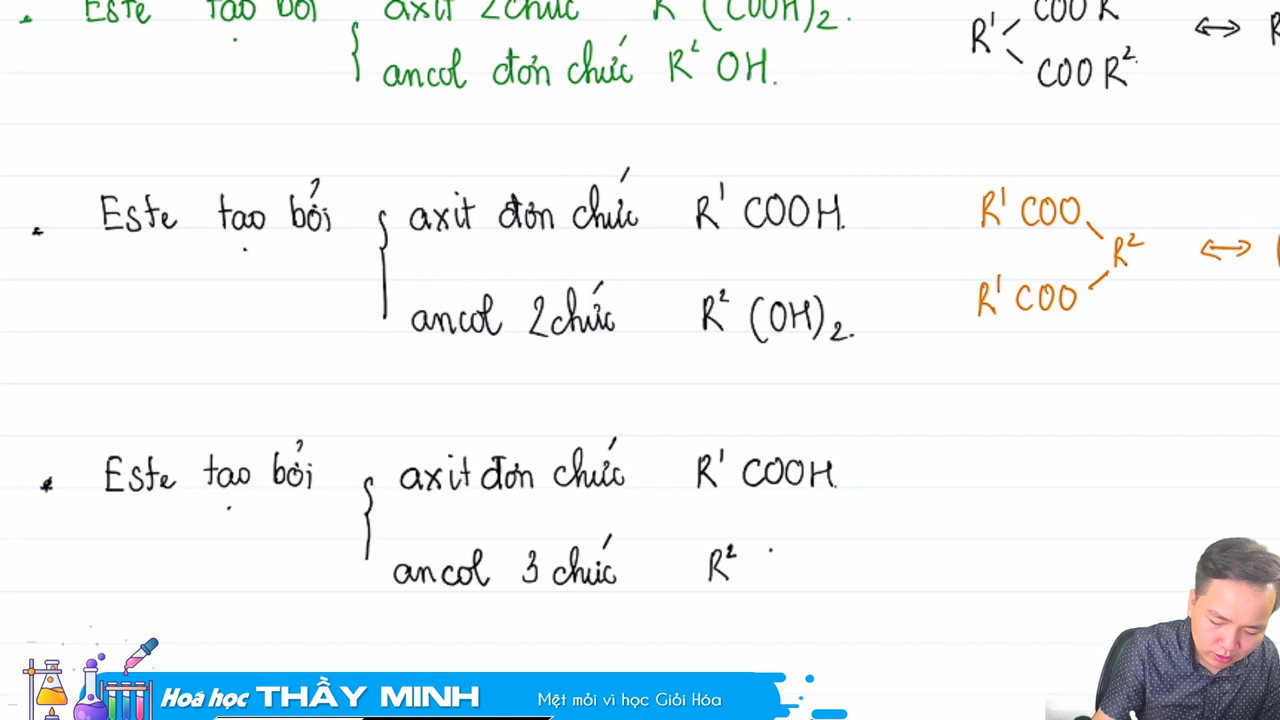 Este tạo bởi axit 2 chức R (COOH)₂.
ancol đơn chức R² OH.
R¹ COO R
COO R² ⇔
Este tạo bởi axit đơn chức R¹ COOH.
ancol 2 chức R² (OH)₂.
R¹ COO
R¹ COO R² ⇔
Este tạo bởi axit đơn chức R¹ COOH.
ancol 3 chức R²
Hoá học THẦY MINH Mệt mỏi vì học Giỏi Hóa